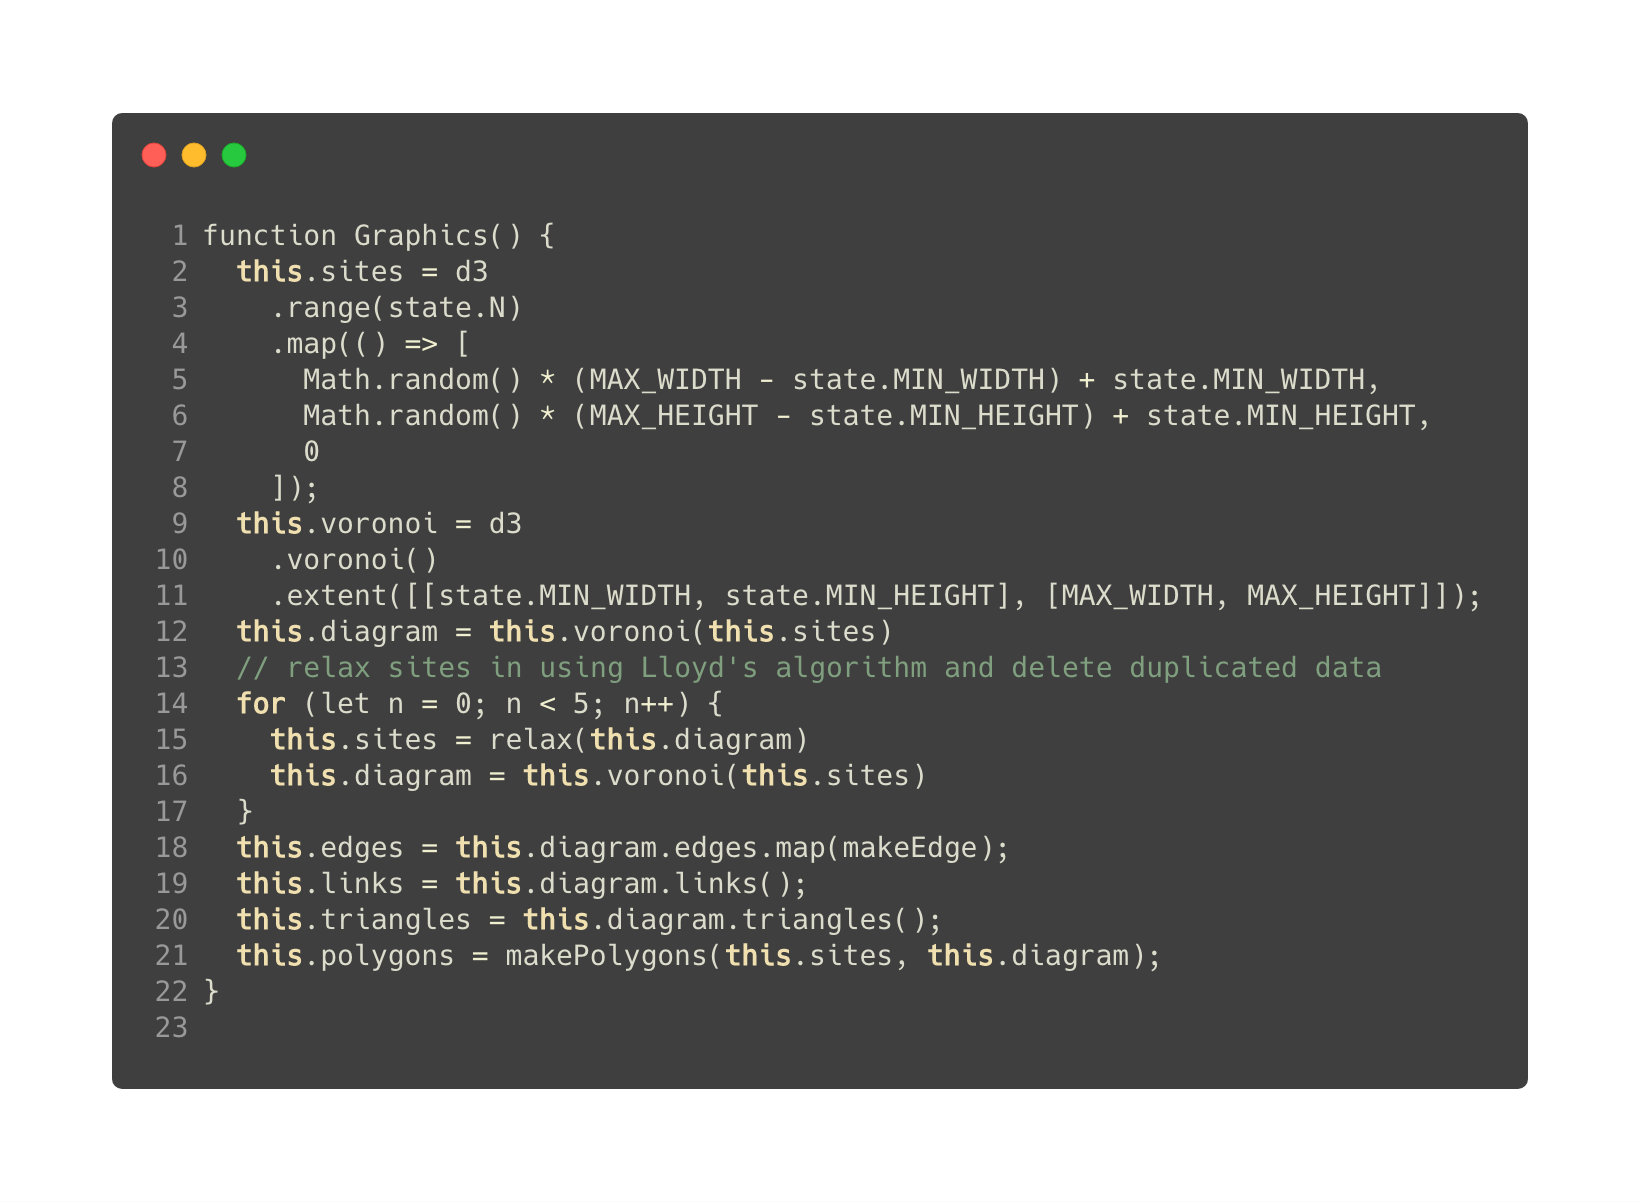 1 function Graphics() {
2   this.sites = d3
3     .range(state.N)
4     .map(() => [
5       Math.random() * (MAX_WIDTH - state.MIN_WIDTH) + state.MIN_WIDTH,
6       Math.random() * (MAX_HEIGHT - state.MIN_HEIGHT) + state.MIN_HEIGHT,
7       0
8     ]);
9   this.voronoi = d3
10     .voronoi()
11     .extent([[state.MIN_WIDTH, state.MIN_HEIGHT], [MAX_WIDTH, MAX_HEIGHT]]);
12   this.diagram = this.voronoi(this.sites)
13   // relax sites in using Lloyd's algorithm and delete duplicated data
14   for (let n = 0; n < 5; n++) {
15     this.sites = relax(this.diagram)
16     this.diagram = this.voronoi(this.sites)
17   }
18   this.edges = this.diagram.edges.map(makeEdge);
19   this.links = this.diagram.links();
20   this.triangles = this.diagram.triangles();
21   this.polygons = makePolygons(this.sites, this.diagram);
22 }
23